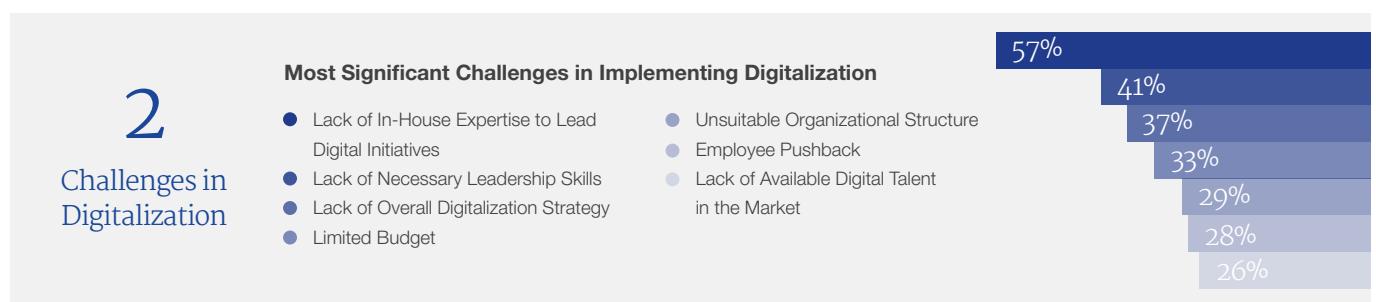 2
Challenges in
Digitalization
Most Significant Challenges in Implementing Digitalization
Lack of In-House Expertise to Lead
Digital Initiatives
Lack of Necessary Leadership Skills
Lack of Overall Digitalization Strategy
Limited Budget
Unsuitable Organizational Structure
Employee Pushback
Lack of Available Digital Talent
in the Market
57%
41%
37%
33%
29%
28%
26%